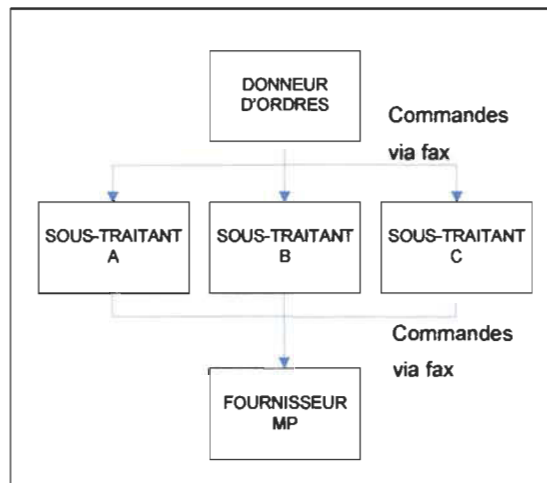 DONNEUR
D'ORDRES
Commandes
via fax
SOUS-TRAITANT
A
SOUS-TRAITANT
B
SOUS-TRAITANT
C
Commandes
via fax
FOURNISSEUR
MP